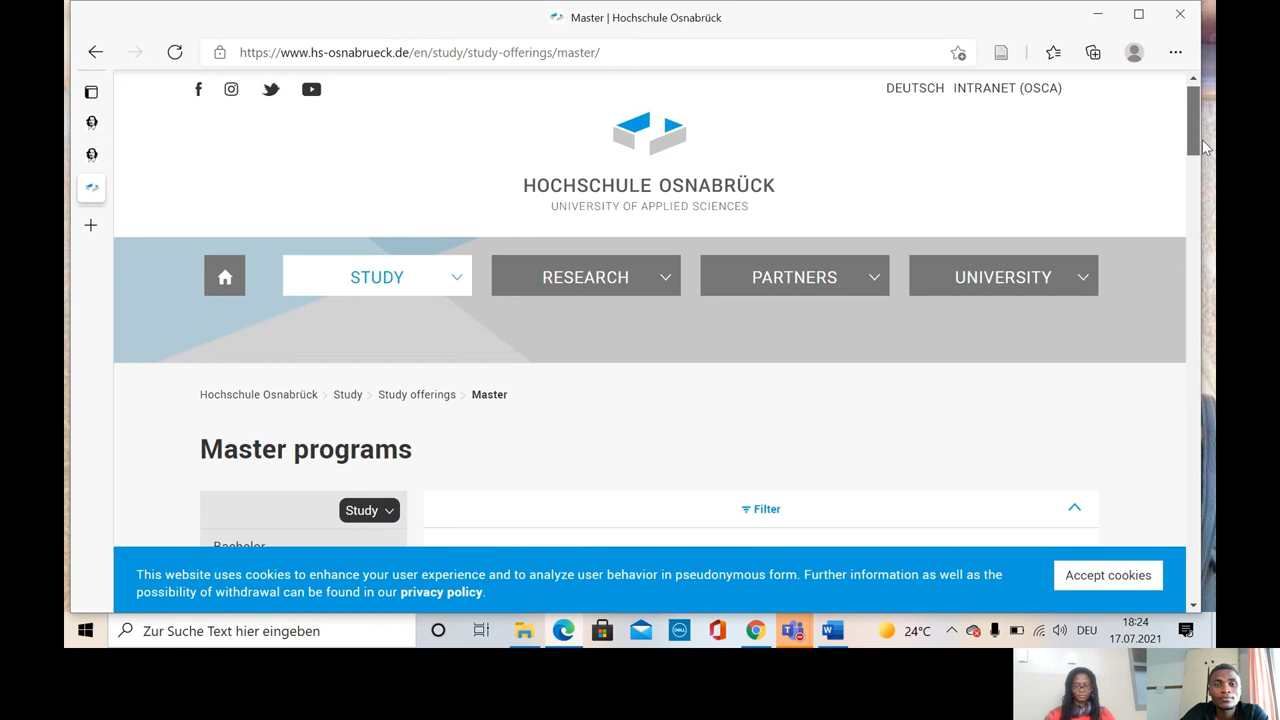 Master | Hochschule Osnabrück
https://www.hs-osnabrueck.de/en/study/study-offerings/master/
DEUTSCH INTRANET (OSCA)
HOCHSCHULE OSNABRÜCK
UNIVERSITY OF APPLIED SCIENCES
STUDY RESEARCH PARTNERS UNIVERSITY
Hochschule Osnabrück Study Study offerings Master
Master programs
Study
Filter
Bachelor
This website uses cookies to enhance your user experience and to analyze user behavior in pseudonymous form. Further information as well as the
possibility of withdrawal can be found in our privacy policy.
Accept cookies
Zur Suche Text hier eingeben
DELL
24°C
DEU
18:24
17.07.2021